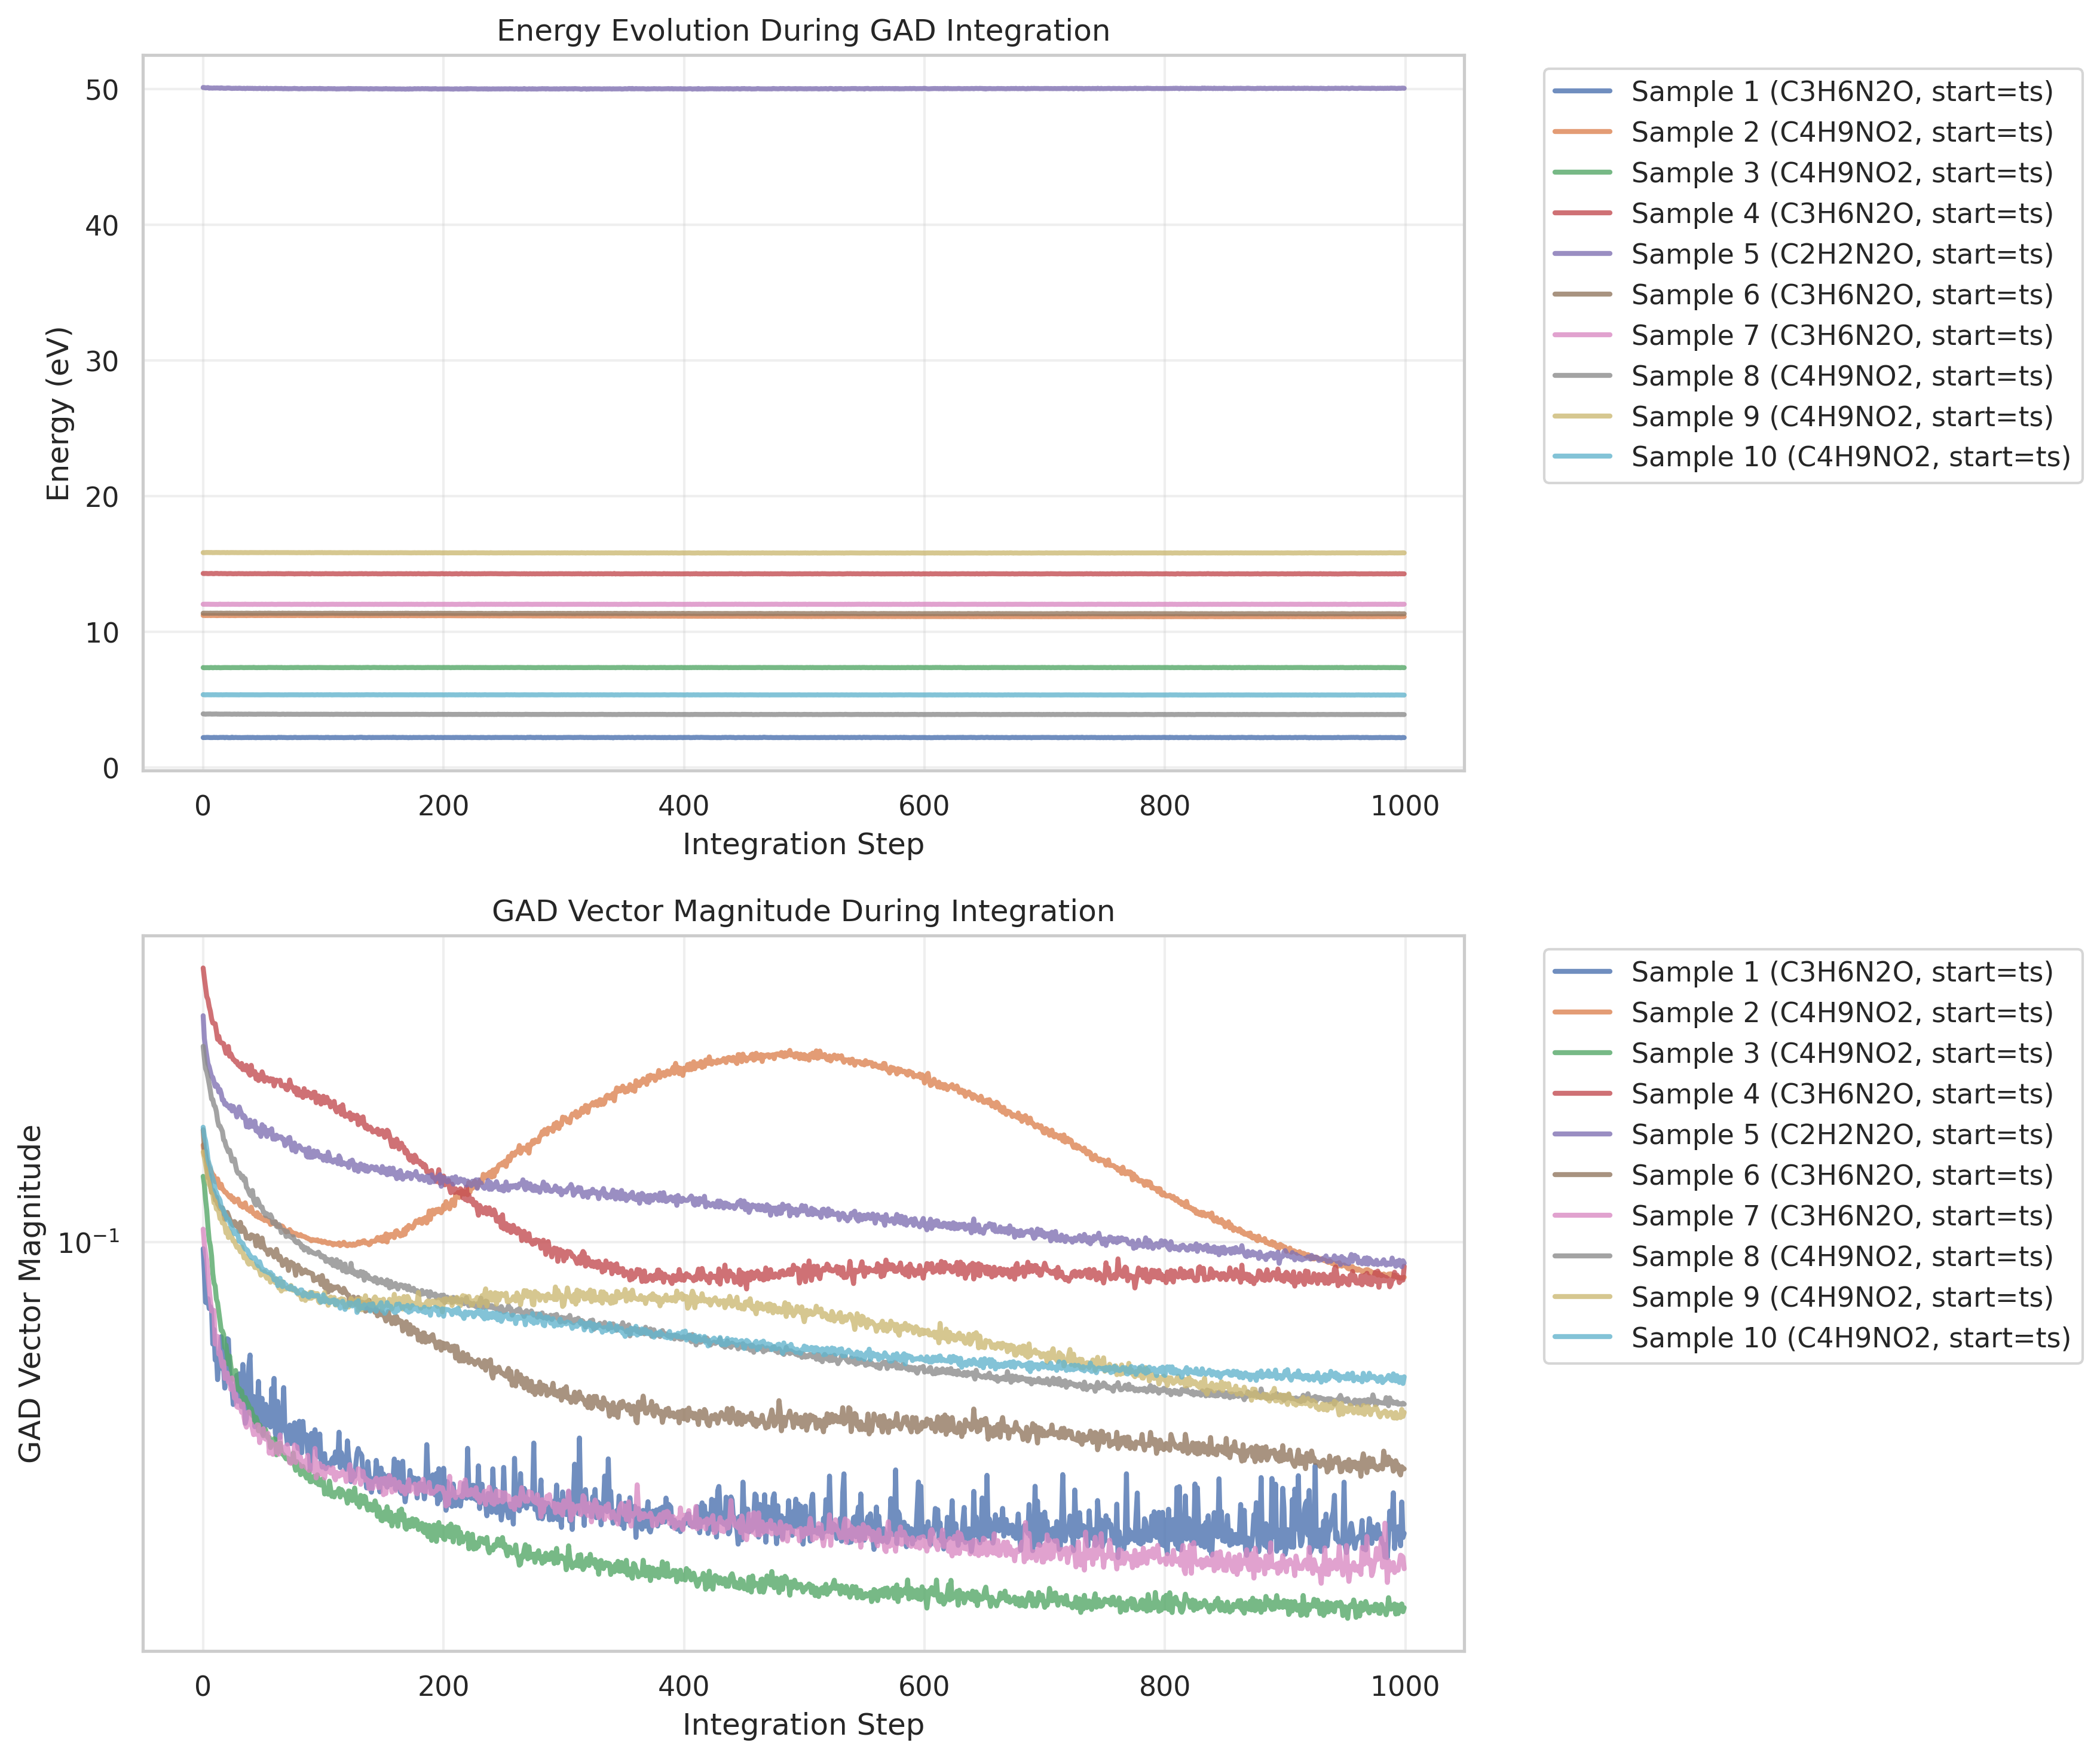 Energy Evolution During GAD Integration
50
40
30
20
10
0
Energy (eV)
0 200 400 600 800 1000
Integration Step
Sample 1 (C3H6N2O, start=ts)
Sample 2 (C4H9NO2, start=ts)
Sample 3 (C4H9NO2, start=ts)
Sample 4 (C3H6N2O, start=ts)
Sample 5 (C2H2N2O, start=ts)
Sample 6 (C3H6N2O, start=ts)
Sample 7 (C3H6N2O, start=ts)
Sample 8 (C4H9NO2, start=ts)
Sample 9 (C4H9NO2, start=ts)
Sample 10 (C4H9NO2, start=ts)
GAD Vector Magnitude During Integration
10⁻¹
GAD Vector Magnitude
0 200 400 600 800 1000
Integration Step
Sample 1 (C3H6N2O, start=ts)
Sample 2 (C4H9NO2, start=ts)
Sample 3 (C4H9NO2, start=ts)
Sample 4 (C3H6N2O, start=ts)
Sample 5 (C2H2N2O, start=ts)
Sample 6 (C3H6N2O, start=ts)
Sample 7 (C3H6N2O, start=ts)
Sample 8 (C4H9NO2, start=ts)
Sample 9 (C4H9NO2, start=ts)
Sample 10 (C4H9NO2, start=ts)